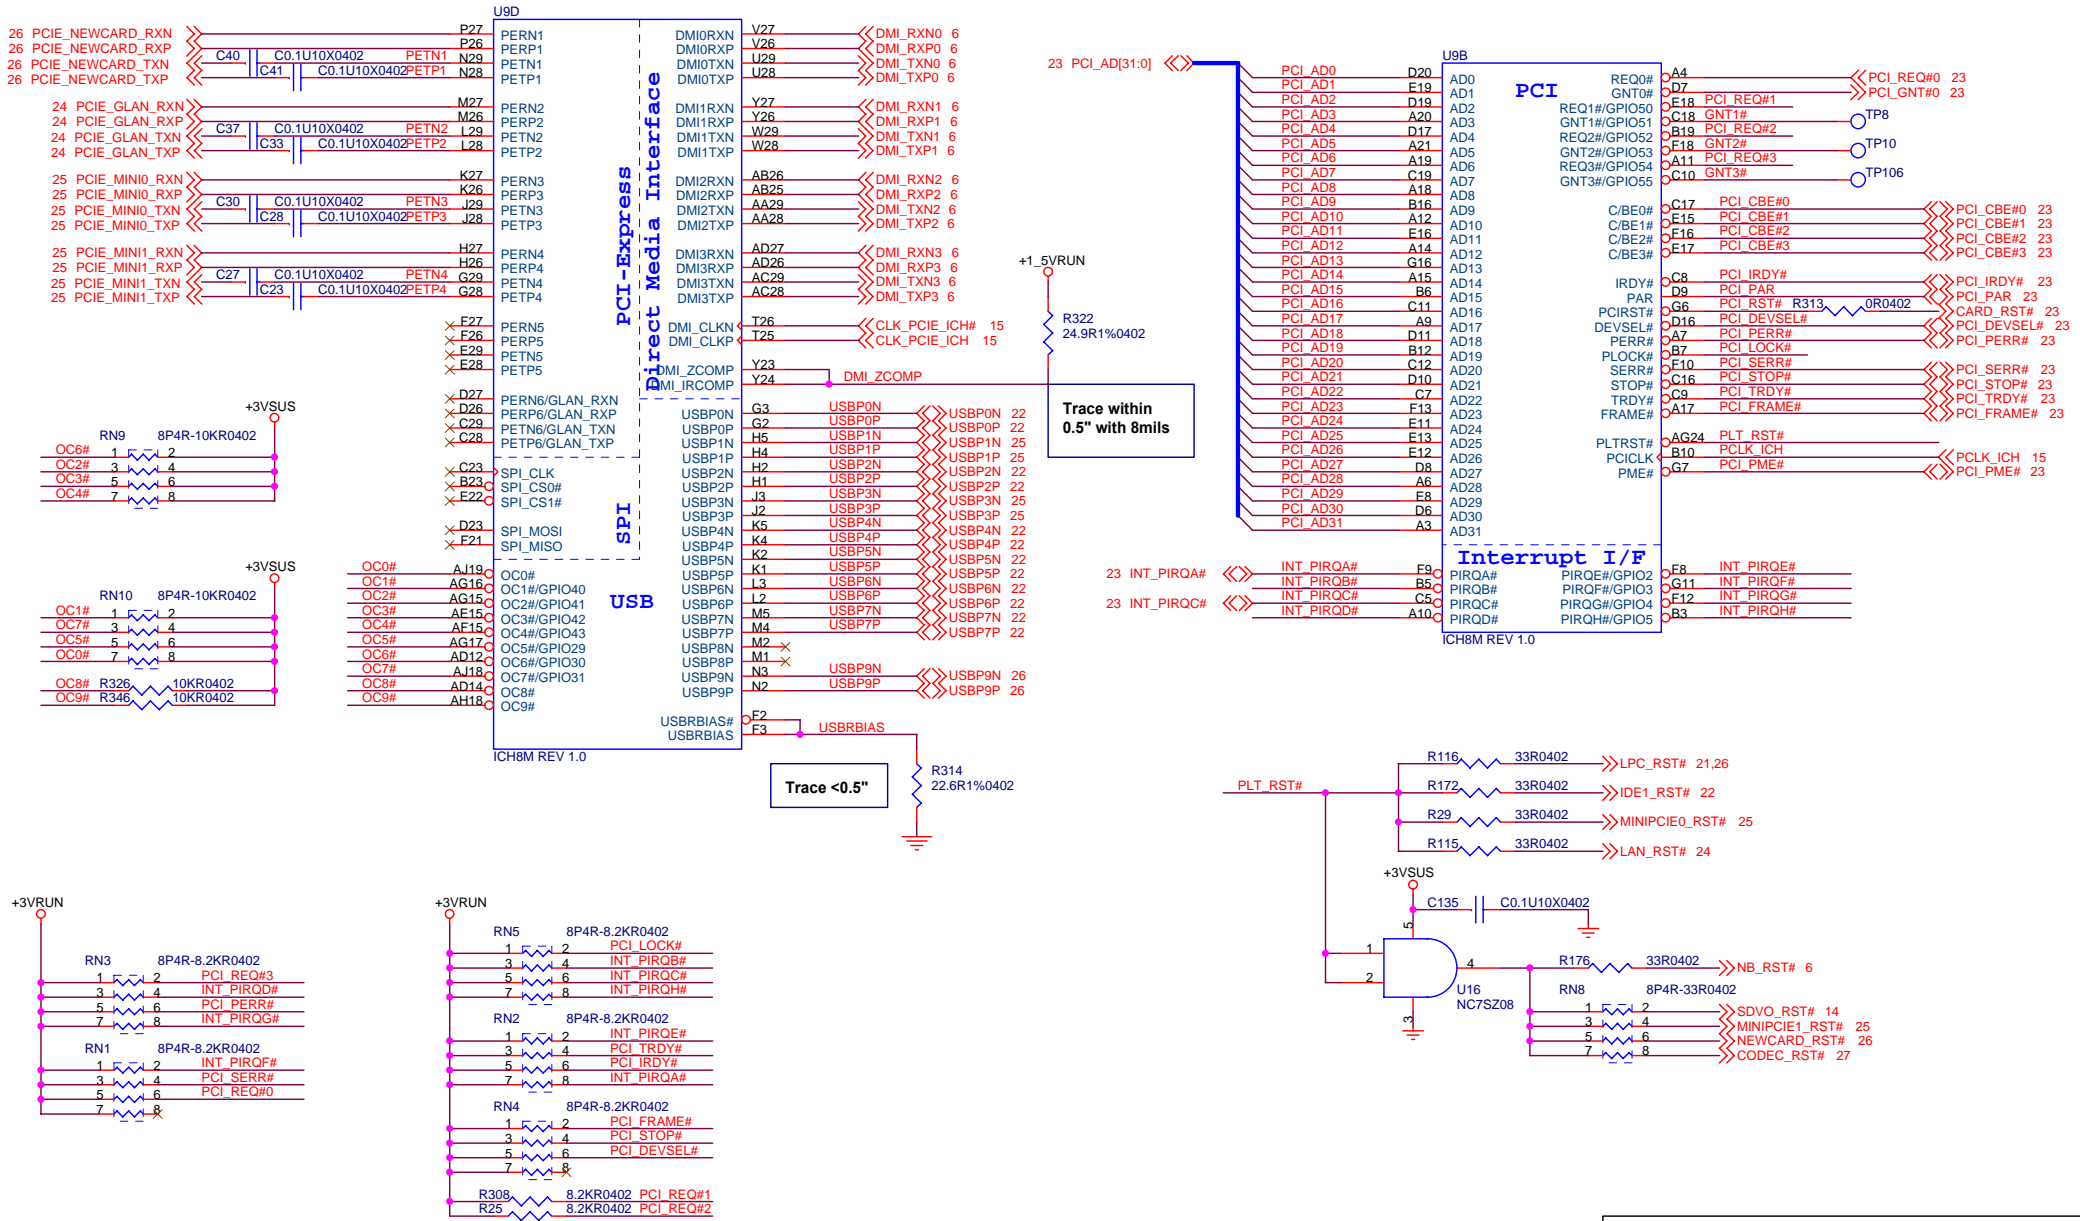 U9D
26 PCIE_NEWCARD_RXN P27 PERN1 DMI0RXN V27 DMI_RXN0 6
26 PCIE_NEWCARD_RXP P26 PERP1 DMI0RXP V26 DMI_RXP0 6
26 PCIE_NEWCARD_TXN C40 C0.1U10X0402 PETN1 N29 PETN1 DMI0TXN U29 DMI_TXN0 6
26 PCIE_NEWCARD_TXP C41 C0.1U10X0402 PETP1 N28 PETP1 DMI0TXP U28 DMI_TXP0 6
24 PCIE_GLAN_RXN M27 PERN2 DMI1RXN Y27 DMI_RXN1 6
24 PCIE_GLAN_RXP M26 PERP2 DMI1RXP Y26 DMI_RXP1 6
24 PCIE_GLAN_TXN C37 C0.1U10X0402 PETN2 L29 PETN2 DMI1TXN W29 DMI_TXN1 6
24 PCIE_GLAN_TXP C33 C0.1U10X0402 PETP2 L28 PETP2 DMI1TXP W28 DMI_TXP1 6
25 PCIE_MINI0_RXN K27 PERN3 DMI2RXN AB26 DMI_RXN2 6
25 PCIE_MINI0_RXP K26 PERP3 DMI2RXP AB25 DMI_RXP2 6
25 PCIE_MINI0_TXN C30 C0.1U10X0402 PETN3 J29 PETN3 DMI2TXN AA29 DMI_TXN2 6
25 PCIE_MINI0_TXP C28 C0.1U10X0402 PETP3 J28 PETP3 DMI2TXP AA28 DMI_TXP2 6
25 PCIE_MINI1_RXN H27 PERN4 DMI3RXN AD27 DMI_RXN3 6
25 PCIE_MINI1_RXP H26 PERP4 DMI3RXP AD26 DMI_RXP3 6
25 PCIE_MINI1_TXN C27 C0.1U10X0402 PETN4 G29 PETN4 DMI3TXN AC29 DMI_TXN3 6
25 PCIE_MINI1_TXP C23 C0.1U10X0402 PETP4 G28 PETP4 DMI3TXP AC28 DMI_TXP3 6
F27 PERN5 DMI_CLKN T26 CLK_PCIE_ICH# 15
F26 PERP5 DMI_CLKP T25 CLK_PCIE_ICH 15
E29 PETN5
E28 PETP5 DMI_ZCOMP Y23
DMI_IRCOMP Y24 DMI_ZCOMP
D27 PERN6/GLAN_RXN
D26 PERP6/GLAN_RXP
C29 PETN6/GLAN_TXN
C28 PETP6/GLAN_TXP
PCI-Express
Direct Media Interface
+1_5VRUN
R322
24.9R1%0402
Trace within
0.5" with 8mils
C23 SPI_CLK
B23 SPI_CS0#
E22 SPI_CS1#
D23 SPI_MOSI
F21 SPI_MISO
SPI
USBP0N G3 USBP0N USBP0N 22
USBP0P G2 USBP0P USBP0P 22
USBP1N H5 USBP1N USBP1N 25
USBP1P H4 USBP1P USBP1P 25
USBP2N H2 USBP2N USBP2N 22
USBP2P H1 USBP2P USBP2P 22
USBP3N J3 USBP3N USBP3N 25
USBP3P J2 USBP3P USBP3P 25
USBP4N K5 USBP4N USBP4N 22
USBP4P K4 USBP4P USBP4P 22
USBP5N K2 USBP5N USBP5N 22
USBP5P K1 USBP5P USBP5P 22
USBP6N L3 USBP6N USBP6N 22
USBP6P L2 USBP6P USBP6P 22
USBP7N M5 USBP7N USBP7N 22
USBP7P M4 USBP7P USBP7P 22
USBP8N M2
USBP8P M1
USBP9N N3 USBP9N USBP9N 26
USBP9P N2 USBP9P USBP9P 26
USBRBIAS# F2
USBRBIAS F3 USBRBIAS
OC0# AJ19 OC0#
OC1# AG16 OC1#/GPIO40
OC2# AG15 OC2#/GPIO41
OC3# AE15 OC3#/GPIO42
OC4# AF15 OC4#/GPIO43
OC5# AG17 OC5#/GPIO29
OC6# AD12 OC6#/GPIO30
OC7# AJ18 OC7#/GPIO31
OC8# AD14 OC8#
OC9# AH18 OC9#
USB
ICH8M REV 1.0
Trace <0.5"
R314
22.6R1%0402
+3VSUS
RN9 8P4R-10KR0402
OC6# 1 2
OC2# 3 4
OC3# 5 6
OC4# 7 8
+3VSUS
RN10 8P4R-10KR0402
OC1# 1 2
OC7# 3 4
OC5# 5 6
OC0# 7 8
OC8# R326 10KR0402
OC9# R346 10KR0402
U9B
23 PCI_AD[31:0]
PCI
PCI_AD0 D20 AD0
PCI_AD1 E19 AD1
PCI_AD2 D19 AD2
PCI_AD3 A20 AD3
PCI_AD4 D17 AD4
PCI_AD5 A21 AD5
PCI_AD6 A19 AD6
PCI_AD7 C19 AD7
PCI_AD8 A18 AD8
PCI_AD9 B16 AD9
PCI_AD10 A12 AD10
PCI_AD11 E16 AD11
PCI_AD12 A14 AD12
PCI_AD13 G16 AD13
PCI_AD14 A15 AD14
PCI_AD15 B6 AD15
PCI_AD16 C11 AD16
PCI_AD17 A9 AD17
PCI_AD18 D11 AD18
PCI_AD19 B12 AD19
PCI_AD20 C12 AD20
PCI_AD21 D10 AD21
PCI_AD22 C7 AD22
PCI_AD23 F13 AD23
PCI_AD24 E11 AD24
PCI_AD25 E13 AD25
PCI_AD26 E12 AD26
PCI_AD27 D8 AD27
PCI_AD28 A6 AD28
PCI_AD29 E8 AD29
PCI_AD30 D6 AD30
PCI_AD31 A3 AD31
REQ0# A4 PCI_REQ#0 23
GNT0# D7 PCI_GNT#0 23
REQ1#/GPIO50 E18 PCI_REQ#1
GNT1#/GPIO51 C18 GNT1# TP8
REQ2#/GPIO52 B19 PCI_REQ#2
GNT2#/GPIO53 F18 GNT2# TP10
REQ3#/GPIO54 A11 PCI_REQ#3
GNT3#/GPIO55 C10 GNT3# TP106
C/BE0# C17 PCI_CBE#0 PCI_CBE#0 23
C/BE1# E15 PCI_CBE#1 PCI_CBE#1 23
C/BE2# F16 PCI_CBE#2 PCI_CBE#2 23
C/BE3# E17 PCI_CBE#3 PCI_CBE#3 23
IRDY# C8 PCI_IRDY# PCI_IRDY# 23
PAR D9 PCI_PAR PCI_PAR 23
PCIRST# G6 PCI_RST# R313 0R0402 CARD_RST# 23
DEVSEL# D16 PCI_DEVSEL# PCI_DEVSEL# 23
PERR# A7 PCI_PERR# PCI_PERR# 23
PLOCK# B7 PCI_LOCK#
SERR# F10 PCI_SERR# PCI_SERR# 23
STOP# C16 PCI_STOP# PCI_STOP# 23
TRDY# C9 PCI_TRDY# PCI_TRDY# 23
FRAME# A17 PCI_FRAME# PCI_FRAME# 23
PLTRST# AG24 PLT_RST#
PCICLK B10 PCLK_ICH PCLK_ICH 15
PME# G7 PCI_PME# PCI_PME# 23
Interrupt I/F
23 INT_PIRQA# INT_PIRQA# F9 PIRQA# PIRQE#/GPIO2 F8 INT_PIRQE#
INT_PIRQB# B5 PIRQB# PIRQF#/GPIO3 G11 INT_PIRQF#
23 INT_PIRQC# INT_PIRQC# C5 PIRQC# PIRQG#/GPIO4 F12 INT_PIRQG#
INT_PIRQD# A10 PIRQD# PIRQH#/GPIO5 B3 INT_PIRQH#
ICH8M REV 1.0
R116 33R0402 LPC_RST# 21,26
PLT_RST# R172 33R0402 IDE1_RST# 22
R29 33R0402 MINIPCIE0_RST# 25
R115 33R0402 LAN_RST# 24
+3VSUS
C135 C0.1U10X0402
5
1
2
4
3
U16
NC7SZ08
R176 33R0402 NB_RST# 6
RN8 8P4R-33R0402
1 2 SDVO_RST# 14
3 4 MINIPCIE1_RST# 25
5 6 NEWCARD_RST# 26
7 8 CODEC_RST# 27
+3VRUN
RN3 8P4R-8.2KR0402
1 2 PCI_REQ#3
3 4 INT_PIRQD#
5 6 PCI_PERR#
7 8 INT_PIRQG#
RN1 8P4R-8.2KR0402
1 2 INT_PIRQF#
3 4 PCI_SERR#
5 6 PCI_REQ#0
7 8
+3VRUN
RN5 8P4R-8.2KR0402
1 2 PCI_LOCK#
3 4 INT_PIRQB#
5 6 INT_PIRQC#
7 8 INT_PIRQH#
RN2 8P4R-8.2KR0402
1 2 INT_PIRQE#
3 4 PCI_TRDY#
5 6 PCI_IRDY#
7 8 INT_PIRQA#
RN4 8P4R-8.2KR0402
1 2 PCI_FRAME#
3 4 PCI_STOP#
5 6 PCI_DEVSEL#
7 8
R308 8.2KR0402 PCI_REQ#1
R25 8.2KR0402 PCI_REQ#2